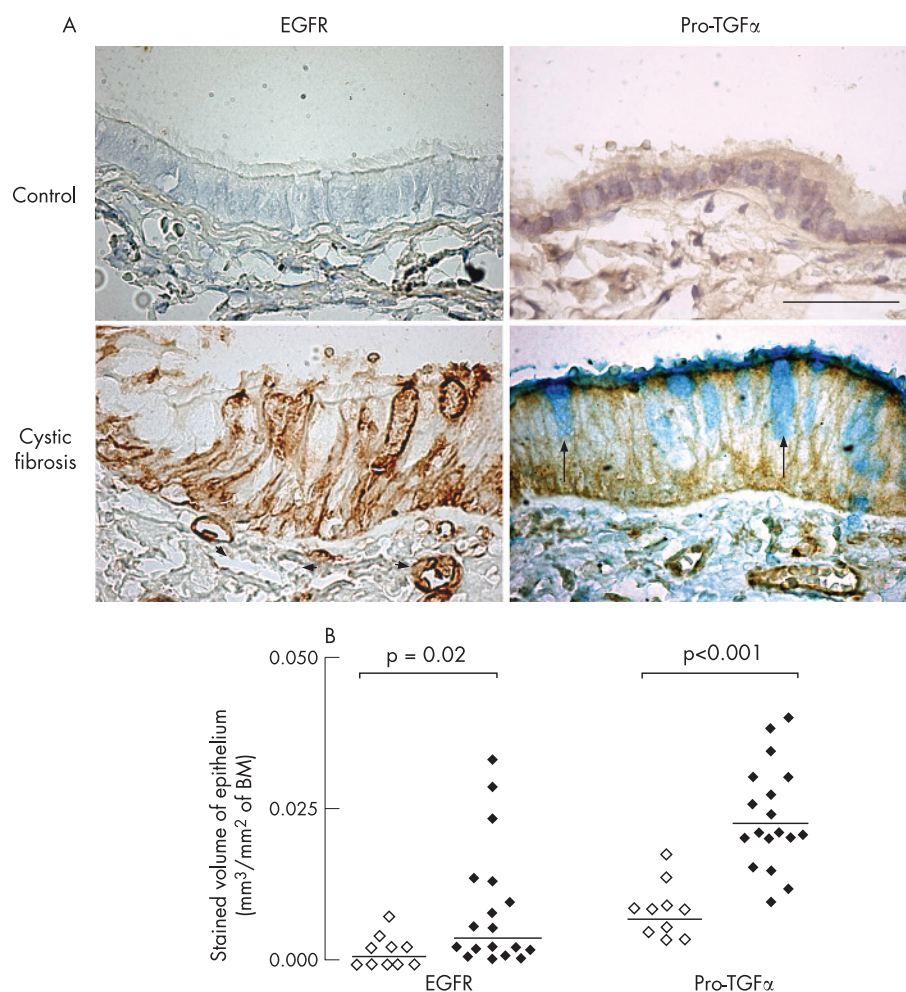 A
EGFR
Pro-TGFα
Control
Cystic
fibrosis
B
0.050
p = 0.02
p<0.001
Stained volume of epithelium
(mm³/mm² of BM)
0.025
0.000
EGFR
Pro-TGFα